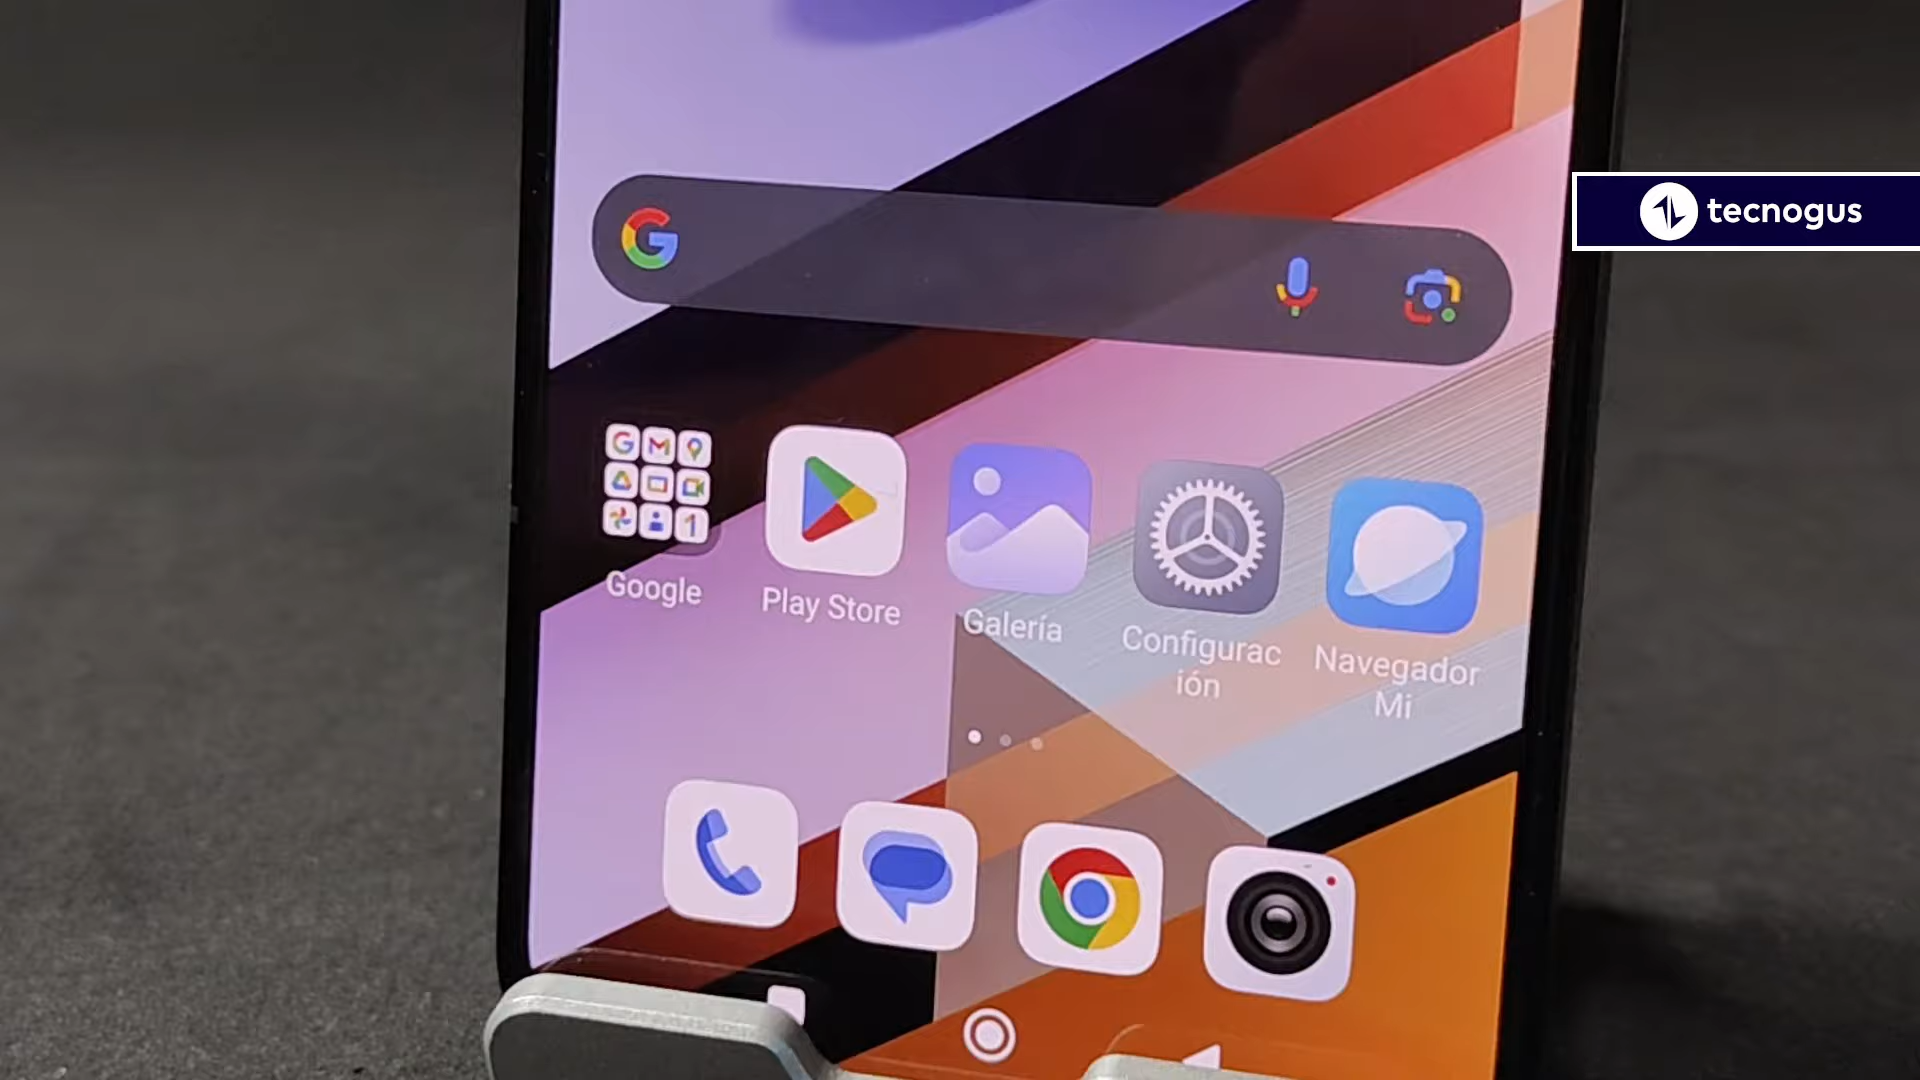 tecnogus
Google
Play Store
Galería
Configurac
ión
Navegador
Mi